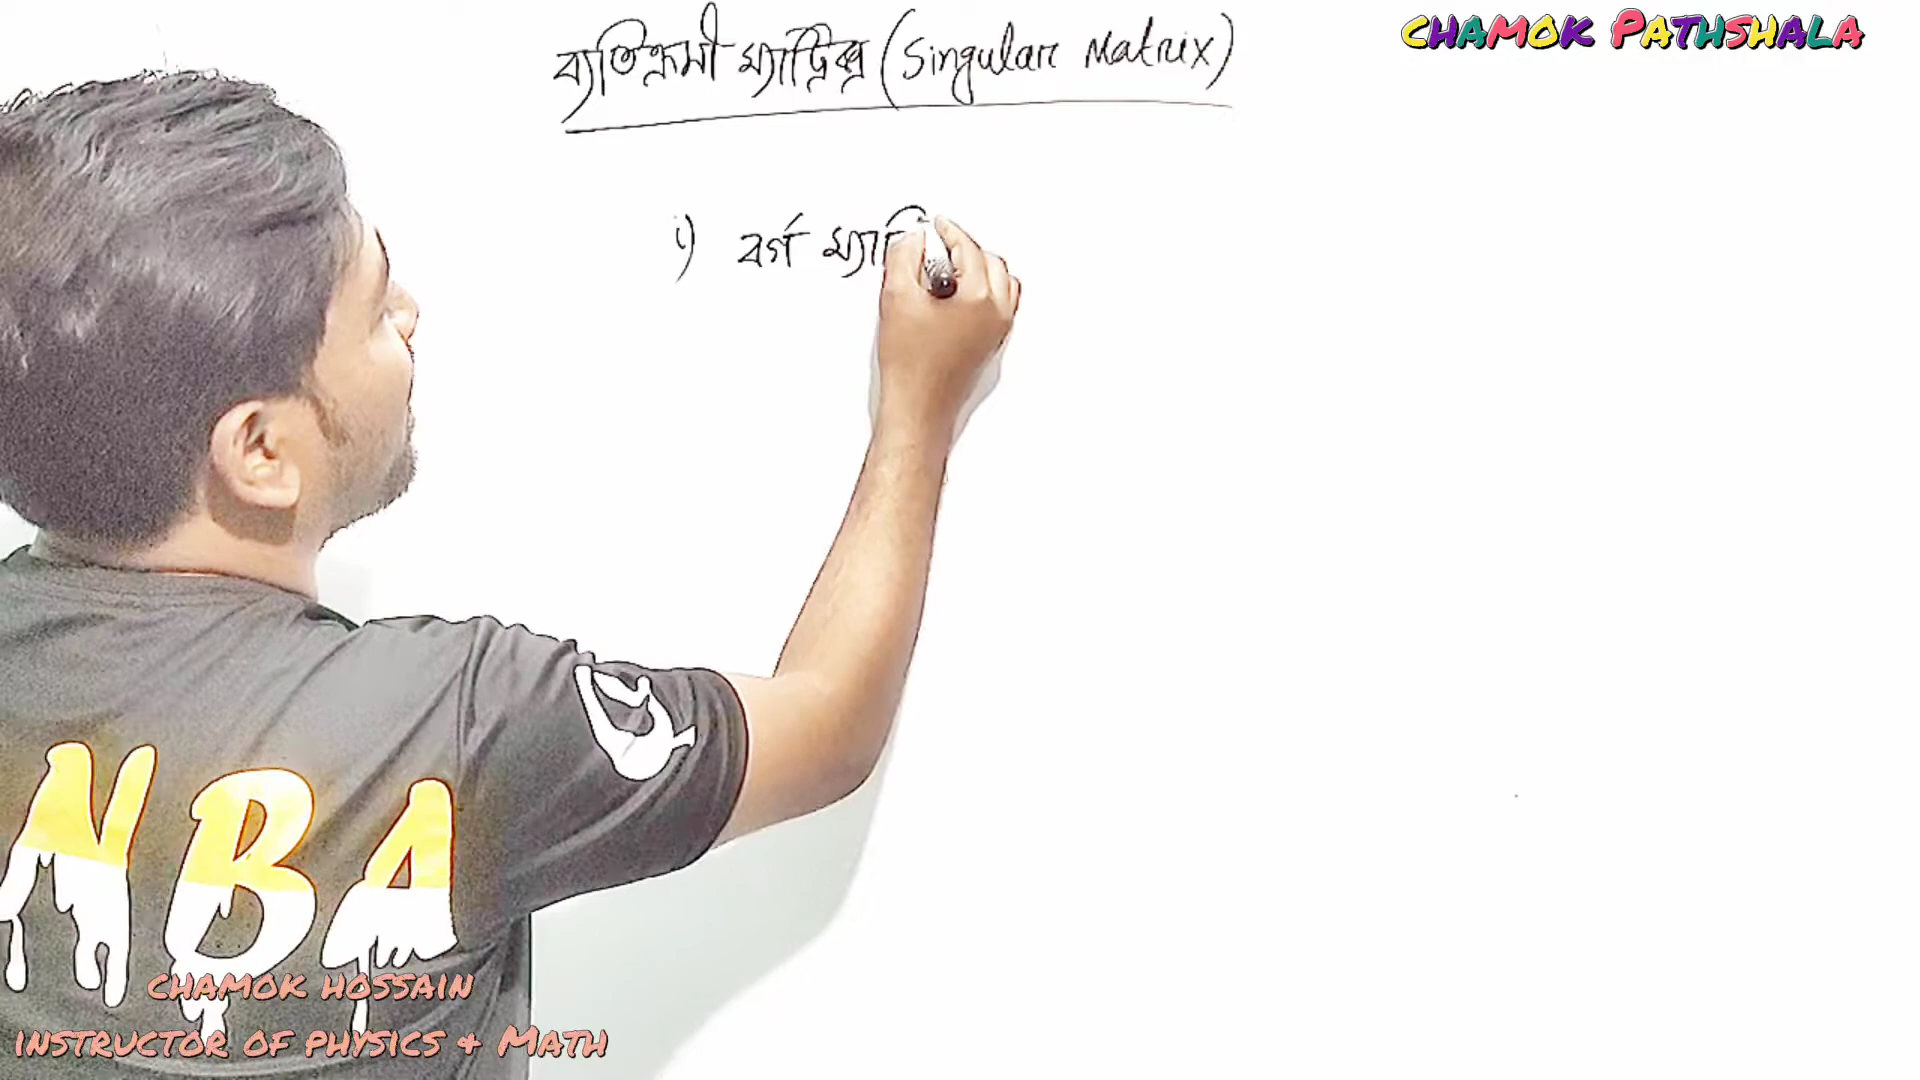 CHAMOK PATHSHALA
ব্যতিক্রমী ম্যাট্রিক্স (Singular Matrix)
i) বর্গ
NBA
CHAMOK HOSSAIN
INSTRUCTOR OF PHYSICS & MATH